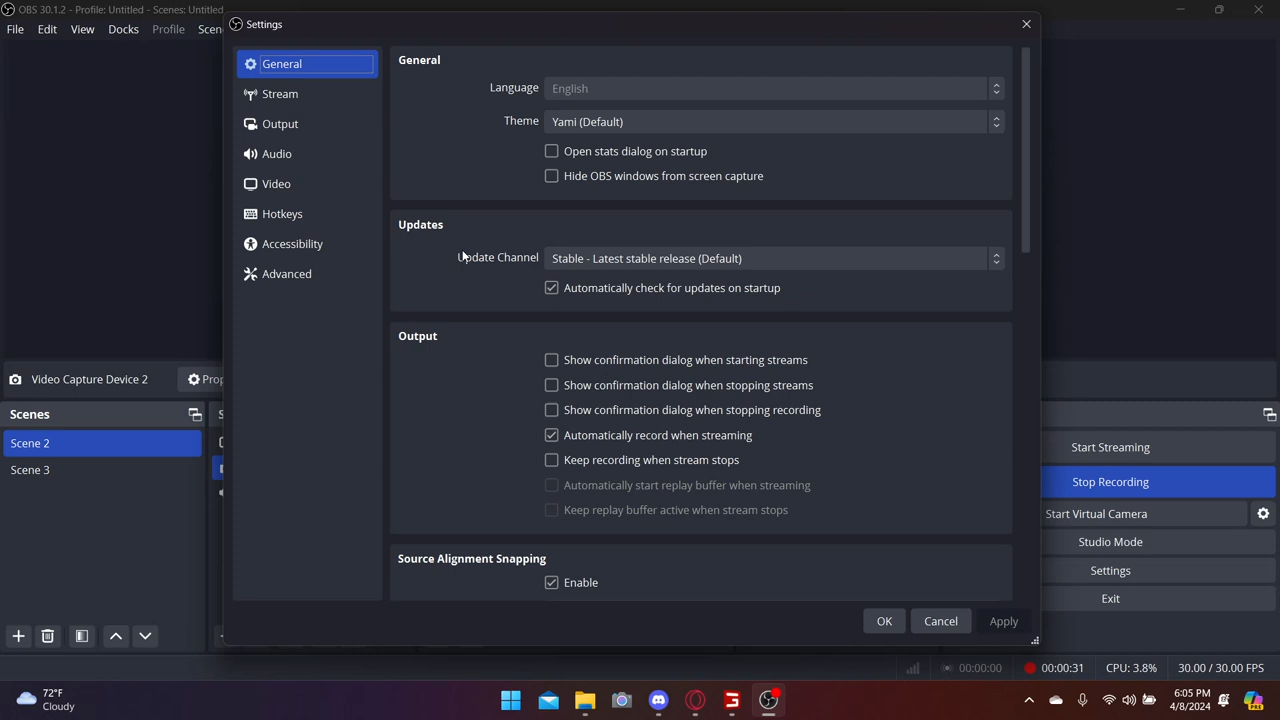 OBS 30.1.2 - Profile: Untitled - Scenes: Untitled
File Edit View Docks Profile
Settings
General
Stream
Output
Audio
Video
Hotkeys
Accessibility
Advanced
General
Language English
Theme Yami (Default)
Open stats dialog on startup
Hide OBS windows from screen capture
Updates
Update Channel Stable - Latest stable release (Default)
Automatically check for updates on startup
Output
Show confirmation dialog when starting streams
Show confirmation dialog when stopping streams
Show confirmation dialog when stopping recording
Automatically record when streaming
Keep recording when stream stops
Automatically start replay buffer when streaming
Keep replay buffer active when stream stops
Source Alignment Snapping
Enable
OK Cancel Apply
Video Capture Device 2
Scenes
Scene 2
Scene 3
Start Streaming
Stop Recording
Start Virtual Camera
Studio Mode
Settings
Exit
00:00:00 00:00:31 CPU: 3.8% 30.00 / 30.00 FPS
72°F
Cloudy
6:05 PM
4/8/2024